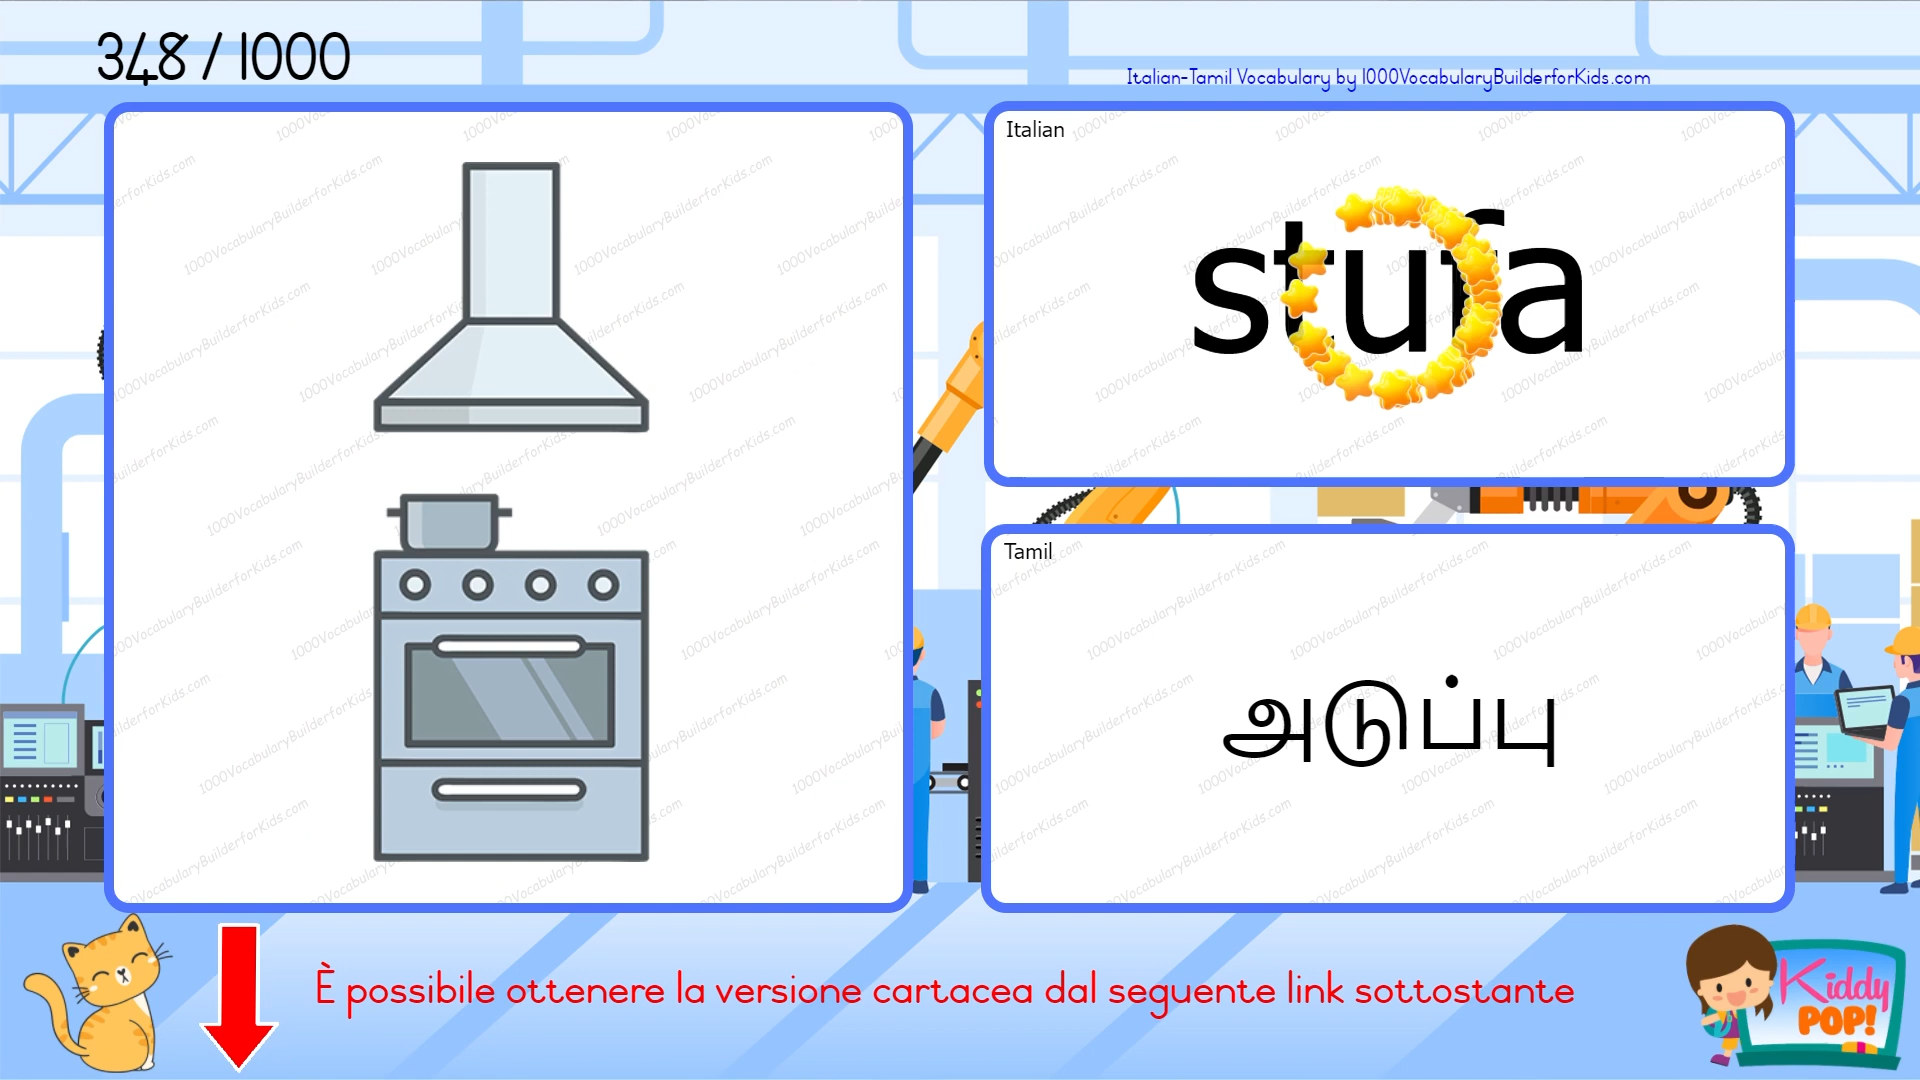 348 / 1000
Italian-Tamil Vocabulary by 1000VocabularyBuilderforKids.com
Italian
stufa
Tamil
அடுப்பு
È possibile ottenere la versione cartacea dal seguente link sottostante
Kiddy
POP!